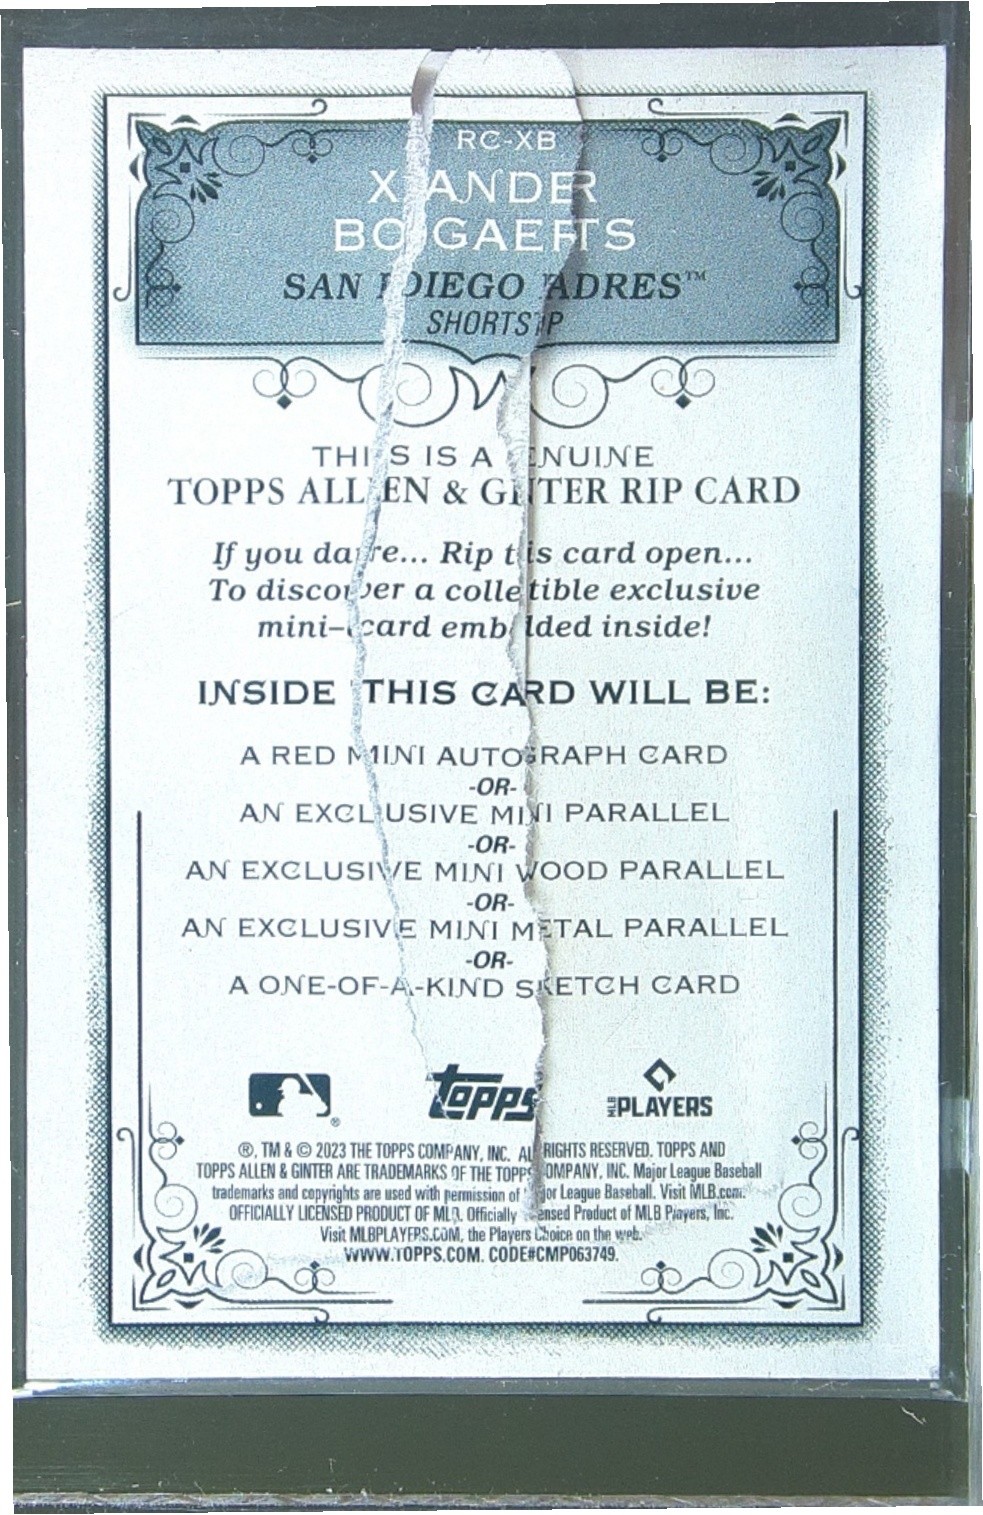 RC-XB
XANDER
BOGAERTS
SAN DIEGO PADRES™
SHORTSTOP
THIS IS A GENUINE
TOPPS ALLEN & GINTER RIP CARD
If you dare... Rip this card open...
To discover a collectible exclusive
mini-card embedded inside!
INSIDE THIS CARD WILL BE:
A RED MINI AUTOGRAPH CARD
-OR-
AN EXCLUSIVE MINI PARALLEL
-OR-
AN EXCLUSIVE MINI WOOD PARALLEL
-OR-
AN EXCLUSIVE MINI METAL PARALLEL
-OR-
A ONE-OF-A-KIND SKETCH CARD
topps
MLB PLAYERS
®, TM & © 2023 THE TOPPS COMPANY, INC. ALL RIGHTS RESERVED. TOPPS AND
TOPPS ALLEN & GINTER ARE TRADEMARKS OF THE TOPPS COMPANY, INC. Major League Baseball
trademarks and copyrights are used with permission of Major League Baseball. Visit MLB.com.
OFFICIALLY LICENSED PRODUCT OF MLB. Officially Licensed Product of MLB Players, Inc.
Visit MLBPLAYERS.COM, the Players Choice on the web.
WWW.TOPPS.COM. CODE#CMP063749.